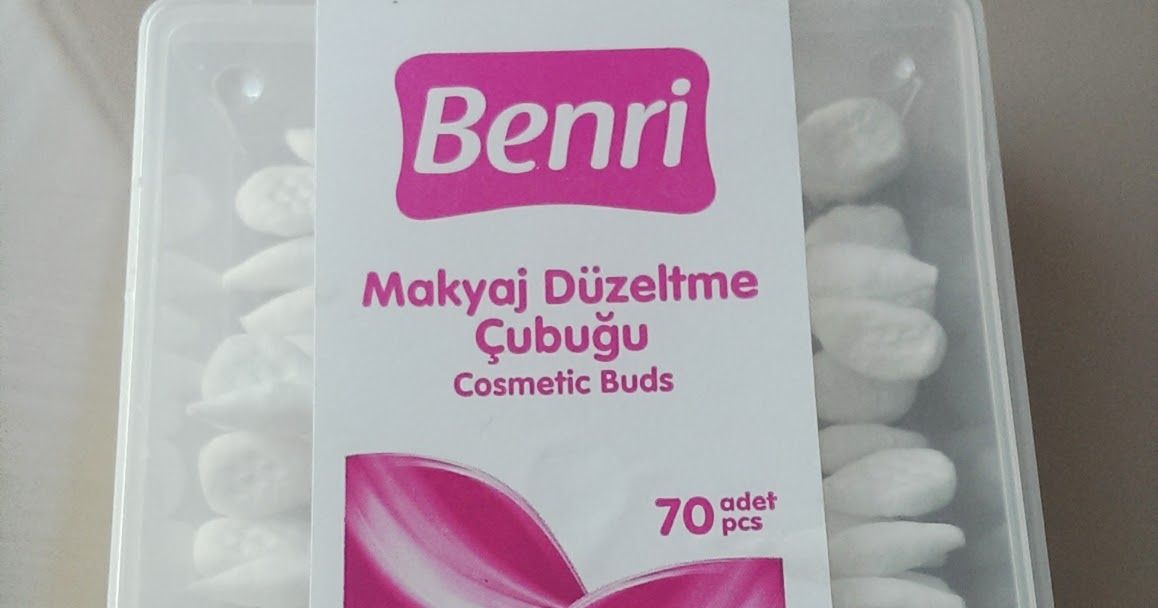 Benri
Makyaj Düzeltme
Çubuğu
Cosmetic Buds
70 adet
pcs